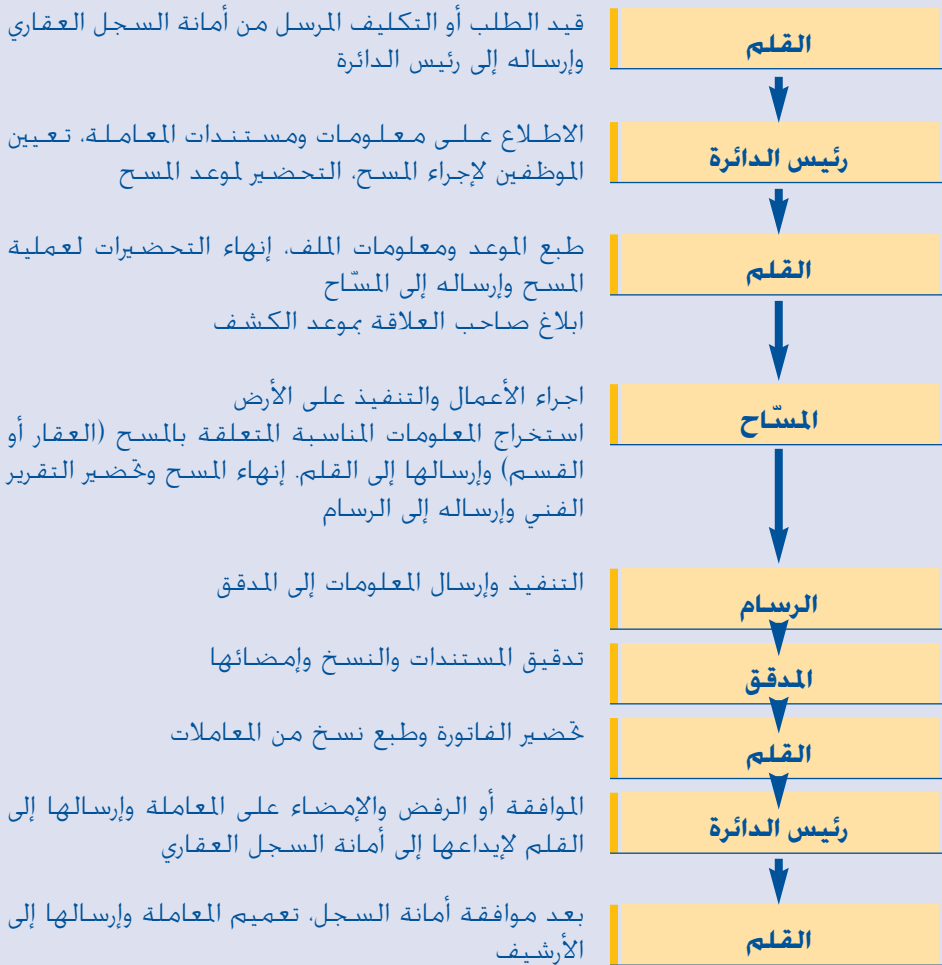 القلم
قيد الطلب أو التكليف المرسل من أمانة السجل العقاري
وإرساله إلى رئيس الدائرة
رئيس الدائرة
الاطلاع على معلومات ومستندات المعاملة، تعيين
الموظفين لإجراء المسح، التحضير لموعد المسح
القلم
طبع الموعد ومعلومات الملف، إنهاء التحضيرات لعملية
المسح وإرساله إلى المسّاح
ابلاغ صاحب العلاقة بموعد الكشف
المسّاح
اجراء الأعمال والتنفيذ على الأرض
استخراج المعلومات المناسبة المتعلقة بالمسح (العقار أو
القسم) وإرسالها إلى القلم. إنهاء المسح وتحضير التقرير
الفني وإرساله إلى الرسام
الرسام
التنفيذ وإرسال المعلومات إلى المدقق
المدقق
تدقيق المستندات والنسخ وإمضائها
القلم
تحضير الفاتورة وطبع نسخ من المعاملات
رئيس الدائرة
الموافقة أو الرفض والإمضاء على المعاملة وإرسالها إلى
القلم لإيداعها إلى أمانة السجل العقاري
القلم
بعد موافقة أمانة السجل، تعميم المعاملة وإرسالها إلى
الأرشيف